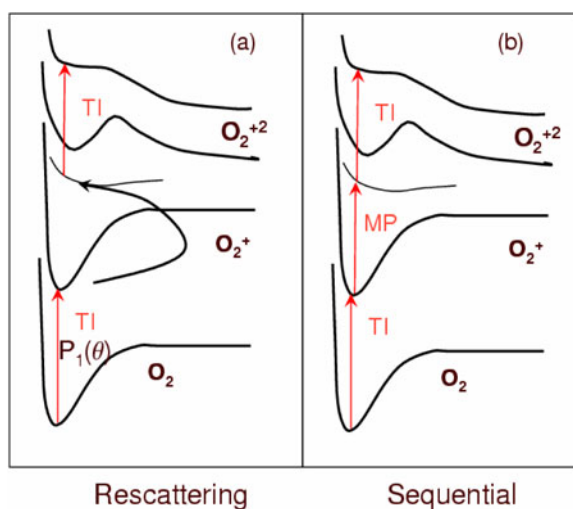 (a)
TI
O₂⁺²
O₂⁺
TI
P₁(θ)
O₂
Rescattering
(b)
TI
O₂⁺²
MP
O₂⁺
TI
O₂
Sequential